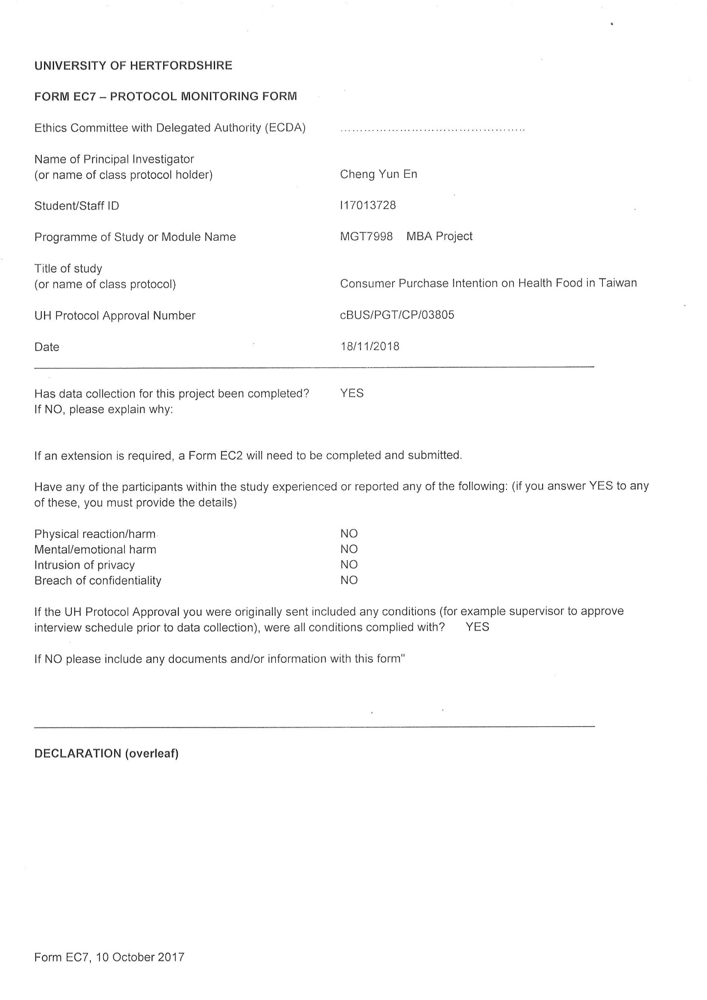 UNIVERSITY OF HERTFORDSHIRE
FORM EC7 – PROTOCOL MONITORING FORM
Ethics Committee with Delegated Authority (ECDA) ...............................................
Name of Principal Investigator
(or name of class protocol holder) Cheng Yun En
Student/Staff ID I17013728
Programme of Study or Module Name MGT7998 MBA Project
Title of study
(or name of class protocol) Consumer Purchase Intention on Health Food in Taiwan
UH Protocol Approval Number cBUS/PGT/CP/03805
Date 18/11/2018
Has data collection for this project been completed? YES
If NO, please explain why:
If an extension is required, a Form EC2 will need to be completed and submitted.
Have any of the participants within the study experienced or reported any of the following: (if you answer YES to any
of these, you must provide the details)
Physical reaction/harm NO
Mental/emotional harm NO
Intrusion of privacy NO
Breach of confidentiality NO
If the UH Protocol Approval you were originally sent included any conditions (for example supervisor to approve
interview schedule prior to data collection), were all conditions complied with? YES
If NO please include any documents and/or information with this form"
DECLARATION (overleaf)
Form EC7, 10 October 2017